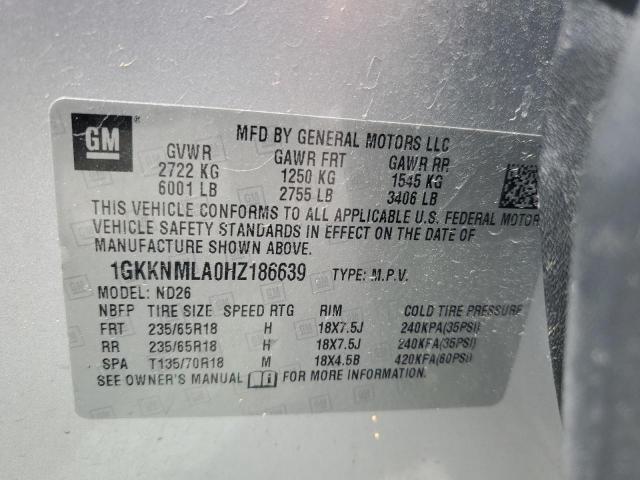 GM
MFD BY GENERAL MOTORS LLC
GVWR GAWR FRT GAWR RR
2722 KG 1250 KG 1545 KG
6001 LB 2755 LB 3406 LB
THIS VEHICLE CONFORMS TO ALL APPLICABLE U.S. FEDERAL MOTOR
VEHICLE SAFETY STANDARDS IN EFFECT ON THE DATE OF
MANUFACTURE SHOWN ABOVE.
1GKKNMLA0HZ186639 TYPE: M.P.V.
MODEL: ND26
NBFP TIRE SIZE SPEED RTG RIM COLD TIRE PRESSURE
FRT 235/65R18 H 18X7.5J 240KPA(35PSI)
RR 235/65R18 H 18X7.5J 240KPA(35PSI)
SPA T135/70R18 M 18X4.5B 420KPA(60PSI)
SEE OWNER'S MANUAL FOR MORE INFORMATION.